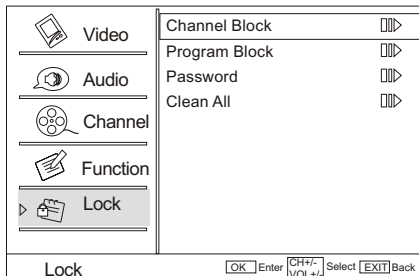 Video
Audio
Channel
Function
Lock
Channel Block
Program Block
Password
Clean All
Lock
OK Enter CH+/- VOL+/- Select EXIT Back